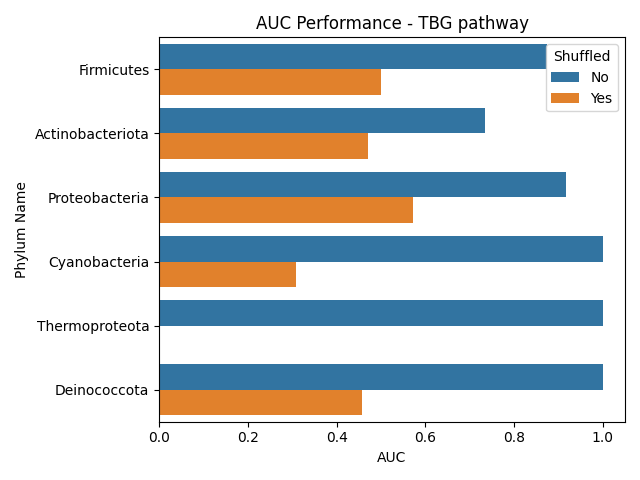 AUC Performance - TBG pathway
Phylum Name
Firmicutes
Actinobacteriota
Proteobacteria
Cyanobacteria
Thermoproteota
Deinococcota
Shuffled
No
Yes
0.0 0.2 0.4 0.6 0.8 1.0
AUC